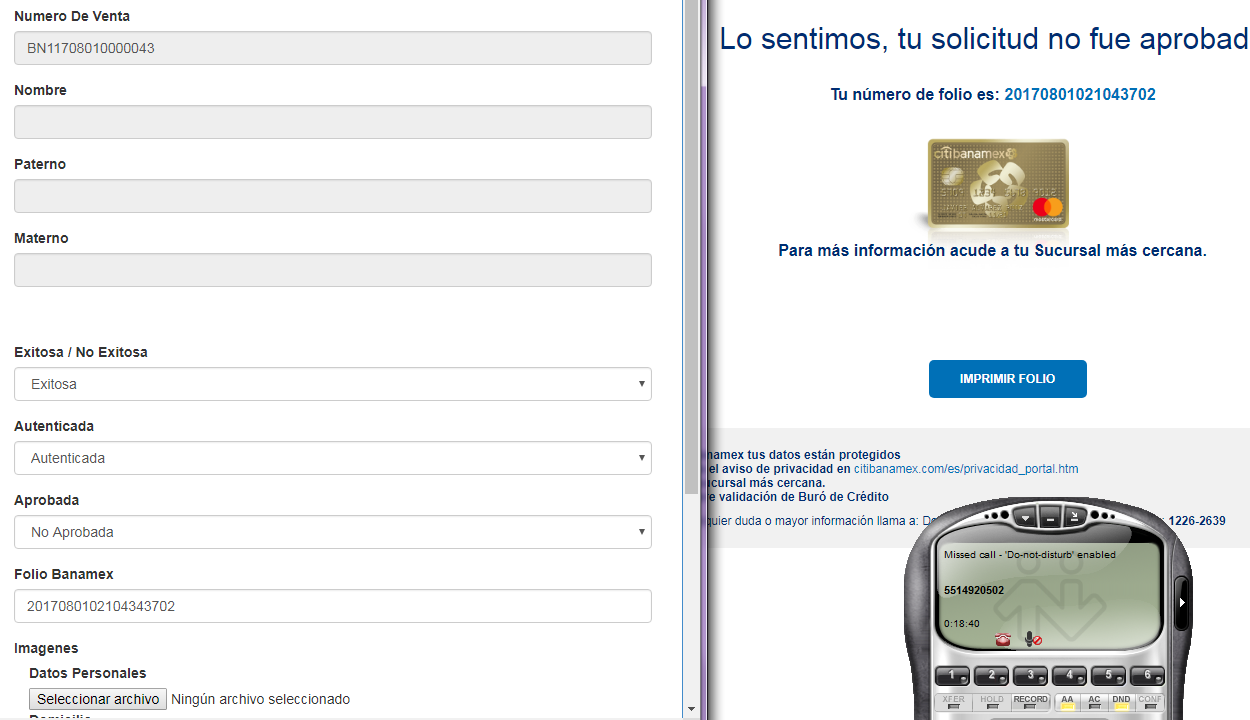 Numero De Venta
BN11708010000043
Nombre
Paterno
Materno
Exitosa / No Exitosa
Exitosa
Autenticada
Autenticada
Aprobada
No Aprobada
Folio Banamex
2017080102104343702
Imagenes
Datos Personales
Seleccionar archivo Ningún archivo seleccionado
Lo sentimos, tu solicitud no fue aprobad
Tu número de folio es: 20170801021043702
citibanamex
mastercard
Para más información acude a tu Sucursal más cercana.
IMPRIMIR FOLIO
namex tus datos están protegidos
el aviso de privacidad en citibanamex.com/es/privacidad_portal.htm
ucursal más cercana.
e validación de Buró de Crédito
quier duda o mayor información llama a: D
1226-2639
Missed call - 'Do-not-disturb' enabled
5514920502
0:18:40
1 2 3 4 5 6
XFER HOLD RECORD AA AC DND CONF